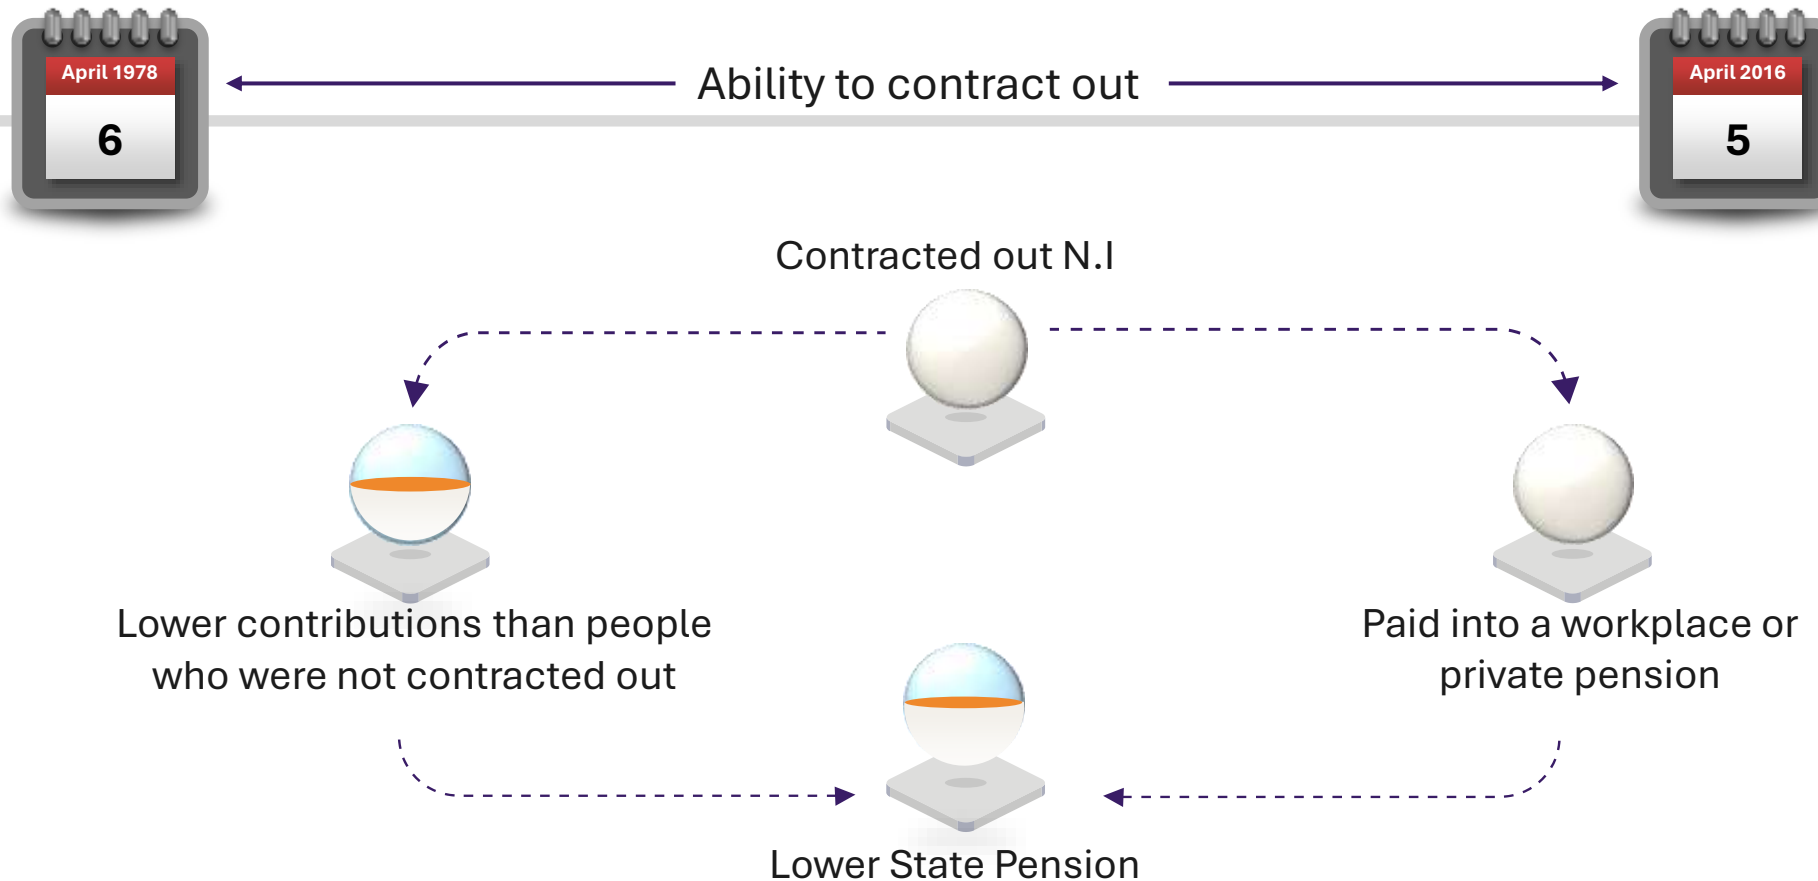 April 1978
6
Ability to contract out
April 2016
5
Contracted out N.I
Lower contributions than people
who were not contracted out
Paid into a workplace or
private pension
Lower State Pension